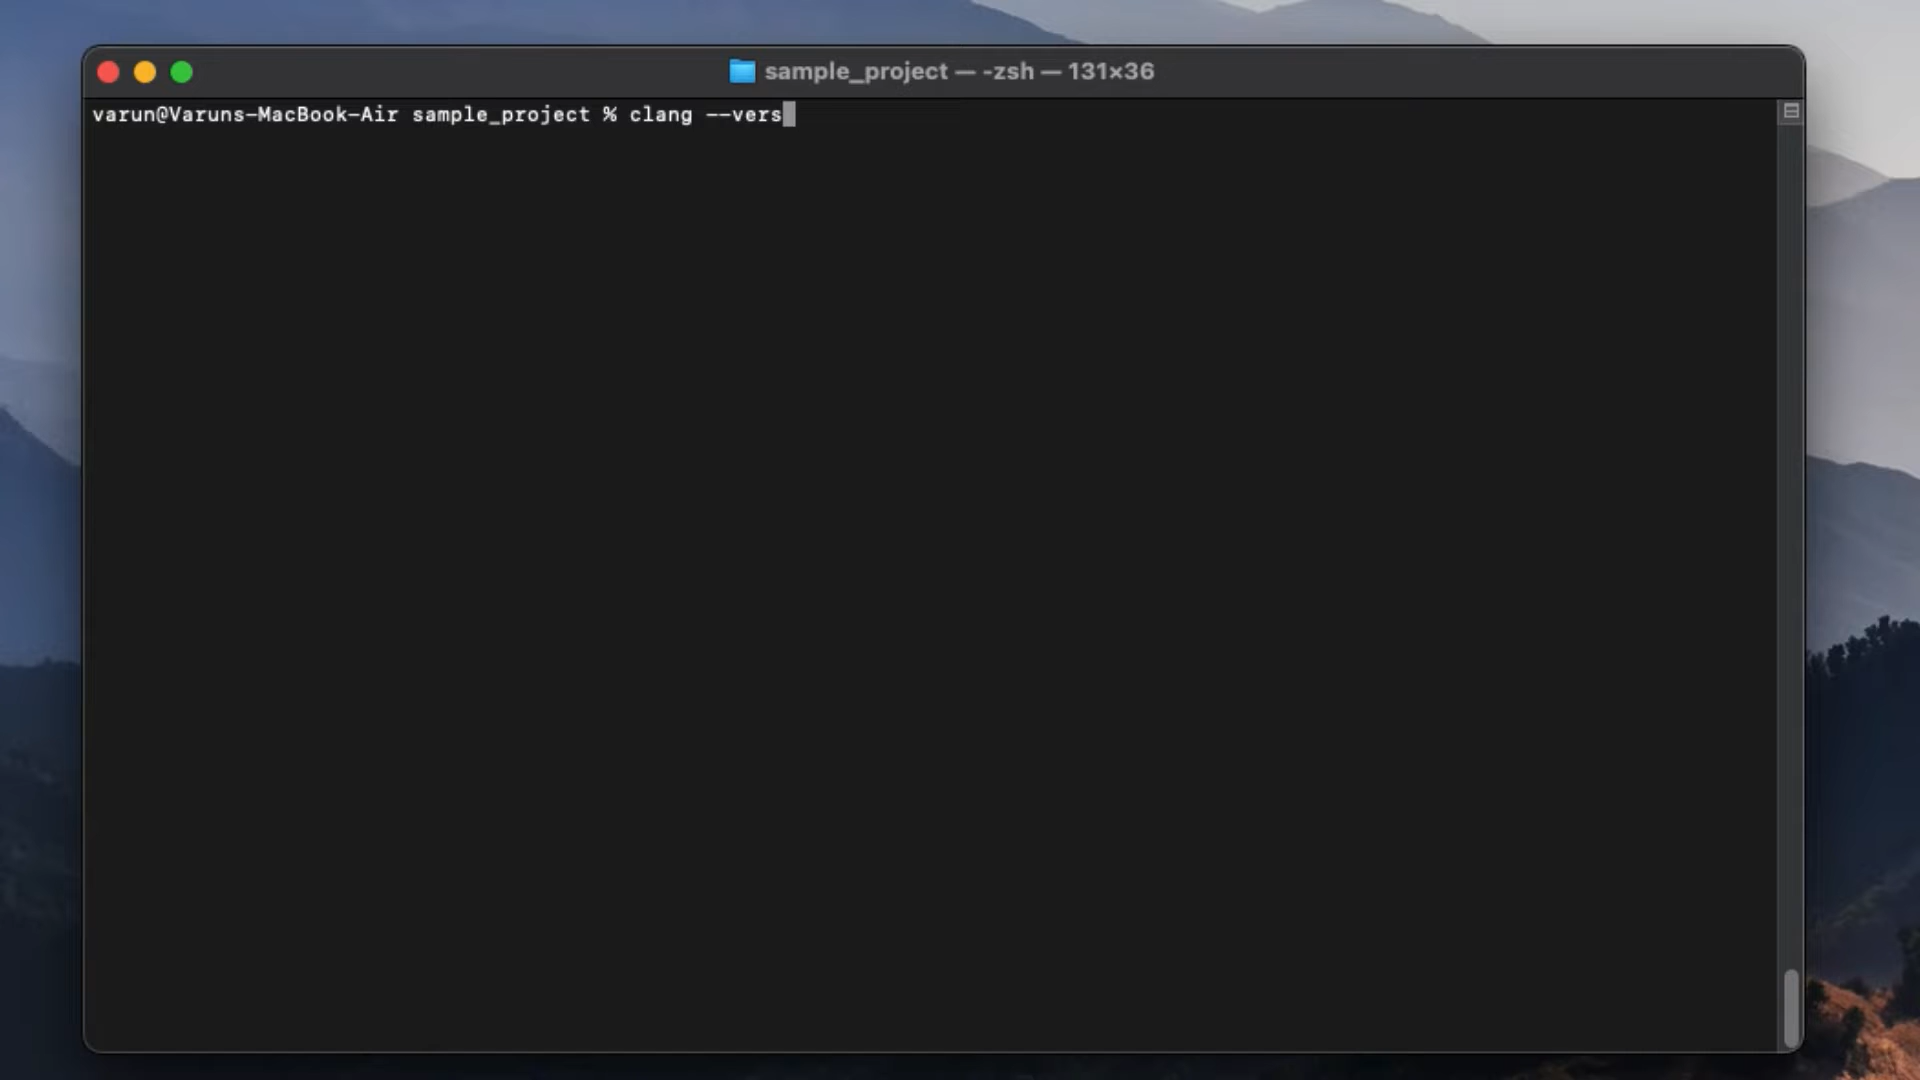 sample_project — -zsh — 131×36
varun@Varuns-MacBook-Air sample_project % clang --vers